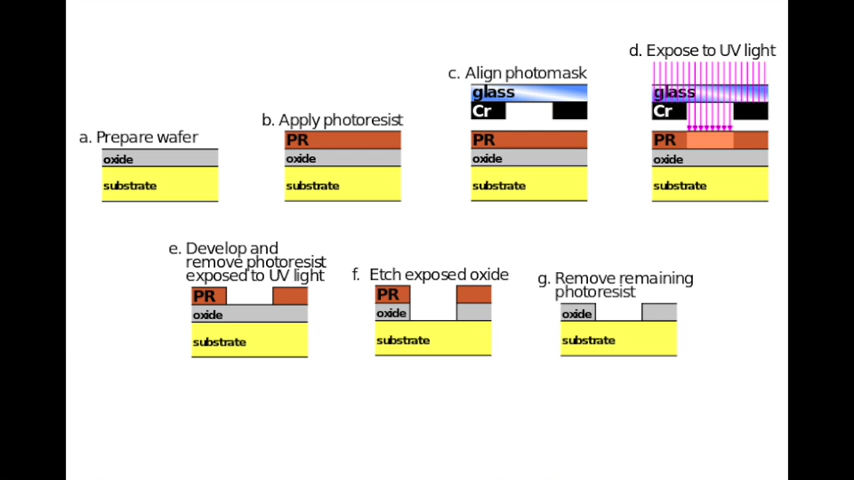 a. Prepare wafer
oxide
substrate
b. Apply photoresist
PR
oxide
substrate
c. Align photomask
glass
Cr
PR
oxide
substrate
d. Expose to UV light
glass
Cr
PR
oxide
substrate
e. Develop and
remove photoresist
exposed to UV light
PR
oxide
substrate
f. Etch exposed oxide
PR
oxide
substrate
g. Remove remaining
photoresist
oxide
substrate